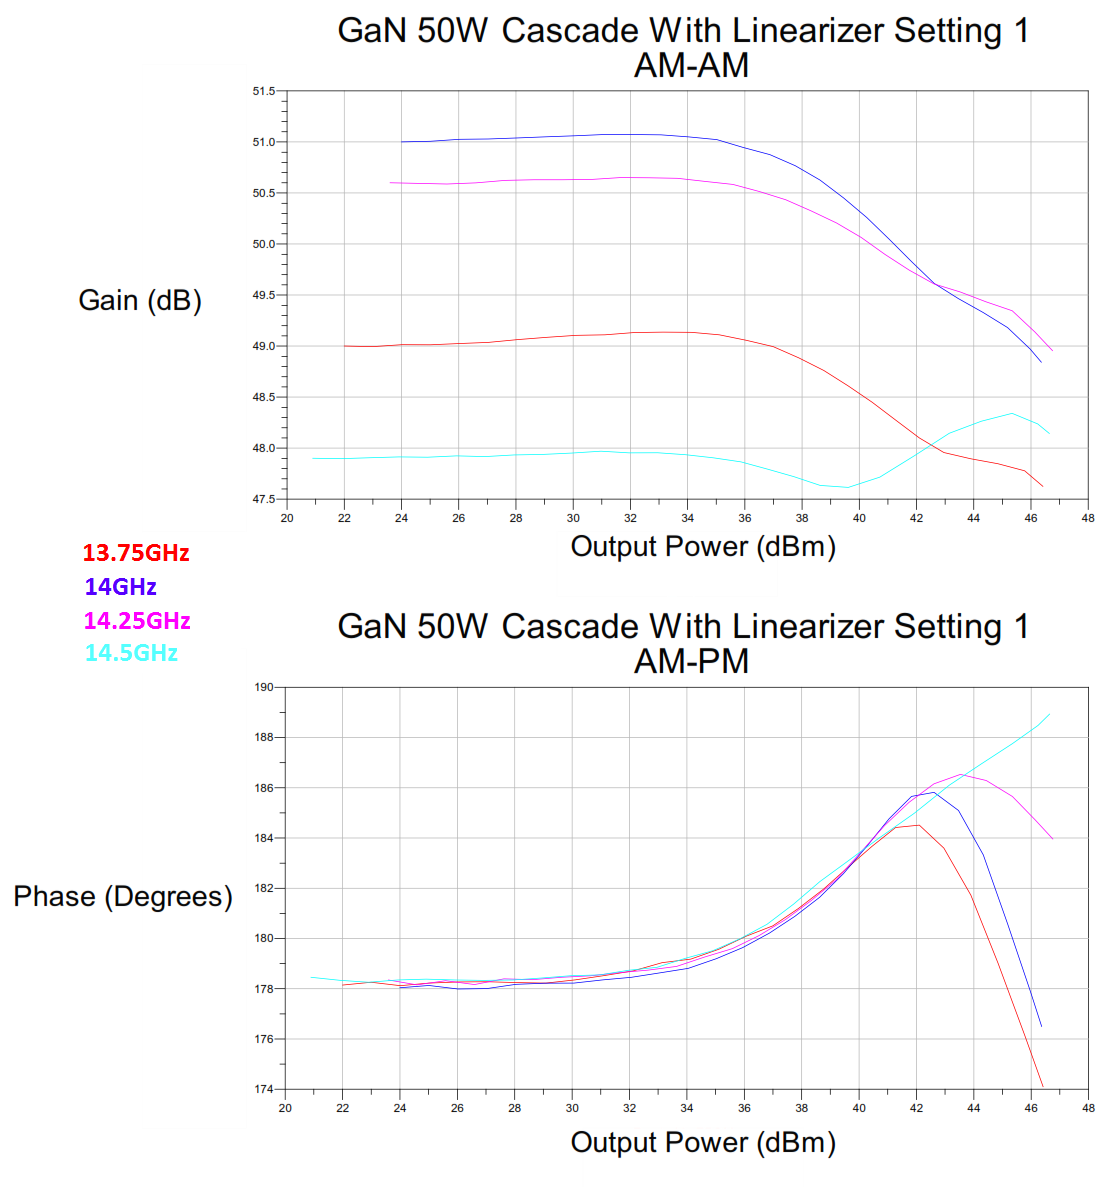 GaN 50W Cascade With Linearizer Setting 1
AM-AM
51.5
51.0
50.5
50.0
49.5
49.0
48.5
48.0
47.5
Gain (dB)
20 22 24 26 28 30 32 34 36 38 40 42 44 46 48
Output Power (dBm)
13.75GHz
14GHz
14.25GHz
14.5GHz
GaN 50W Cascade With Linearizer Setting 1
AM-PM
190
188
186
184
182
180
178
176
174
Phase (Degrees)
20 22 24 26 28 30 32 34 36 38 40 42 44 46 48
Output Power (dBm)